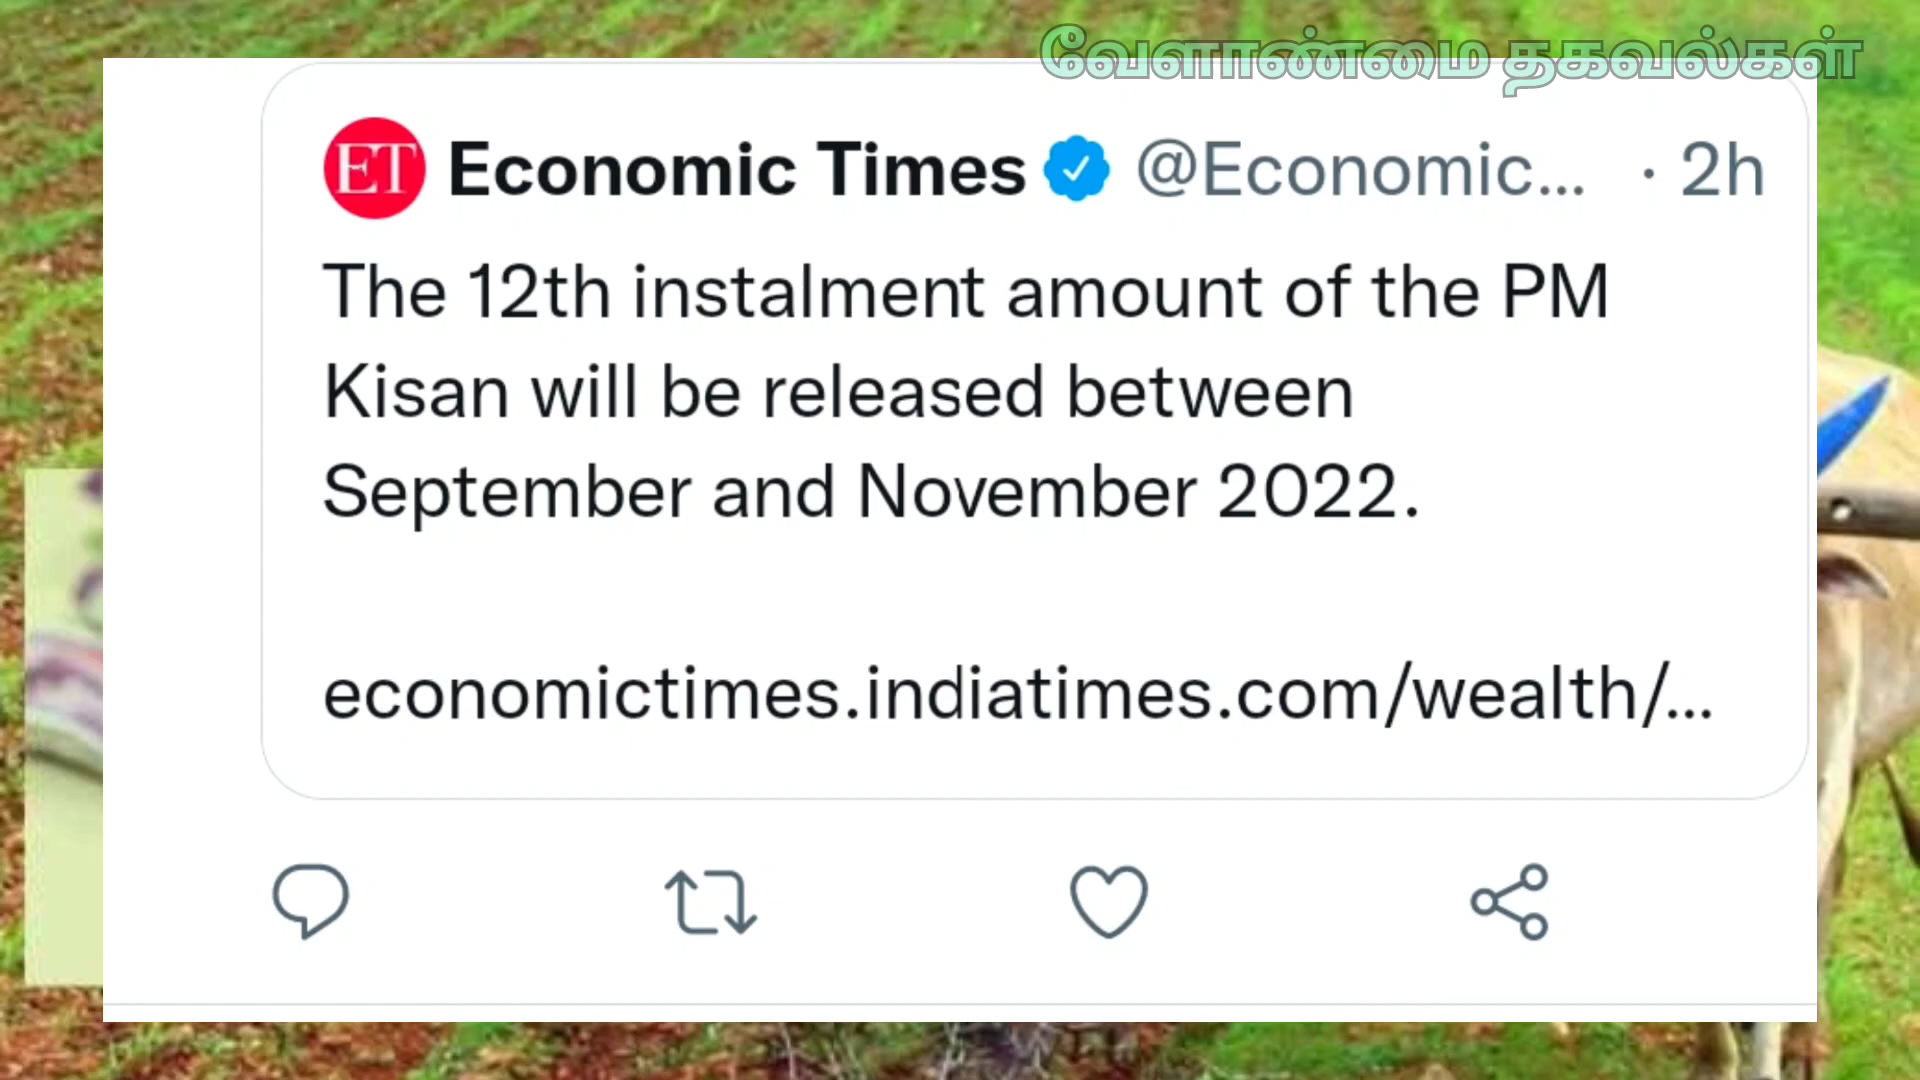 வேளாண்மை தகவல்கள்
ET Economic Times @Economic... · 2h
The 12th instalment amount of the PM
Kisan will be released between
September and November 2022.
economictimes.indiatimes.com/wealth/...